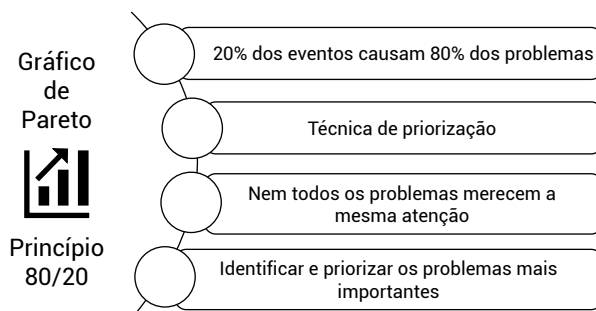 Gráfico
de
Pareto
Princípio
80/20
20% dos eventos causam 80% dos problemas
Técnica de priorização
Nem todos os problemas merecem a
mesma atenção
Identificar e priorizar os problemas mais
importantes